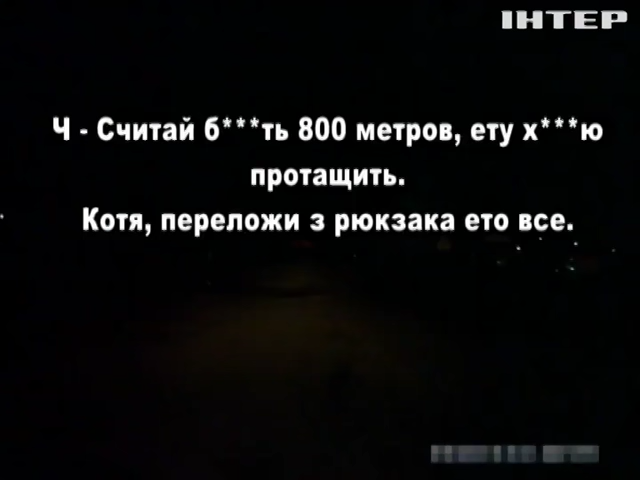 ІНТЕР
Ч - Считай б***ть 800 метров, ету х***ю
протащить.
Котя, переложи з рюкзака ето все.